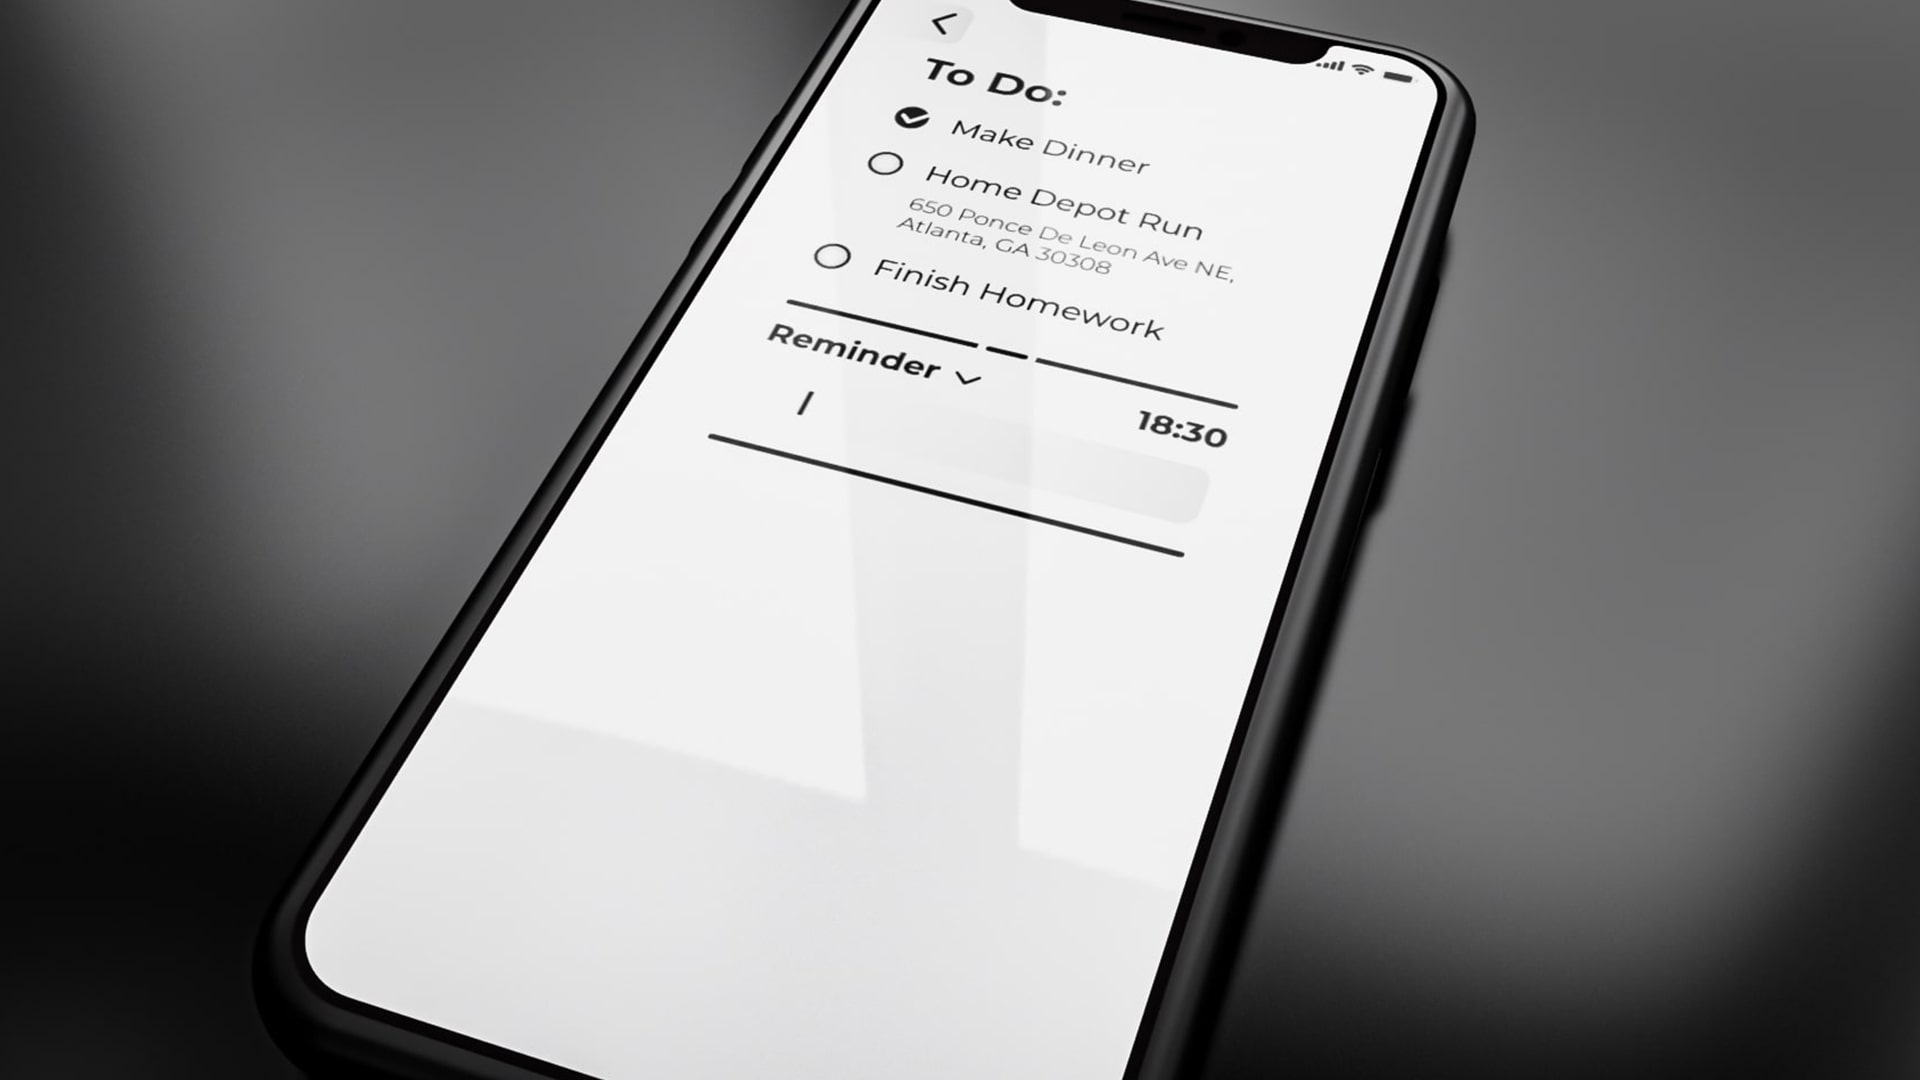 To Do:
Make Dinner
Home Depot Run
650 Ponce De Leon Ave NE,
Atlanta, GA 30308
Finish Homework
Reminder
18:30